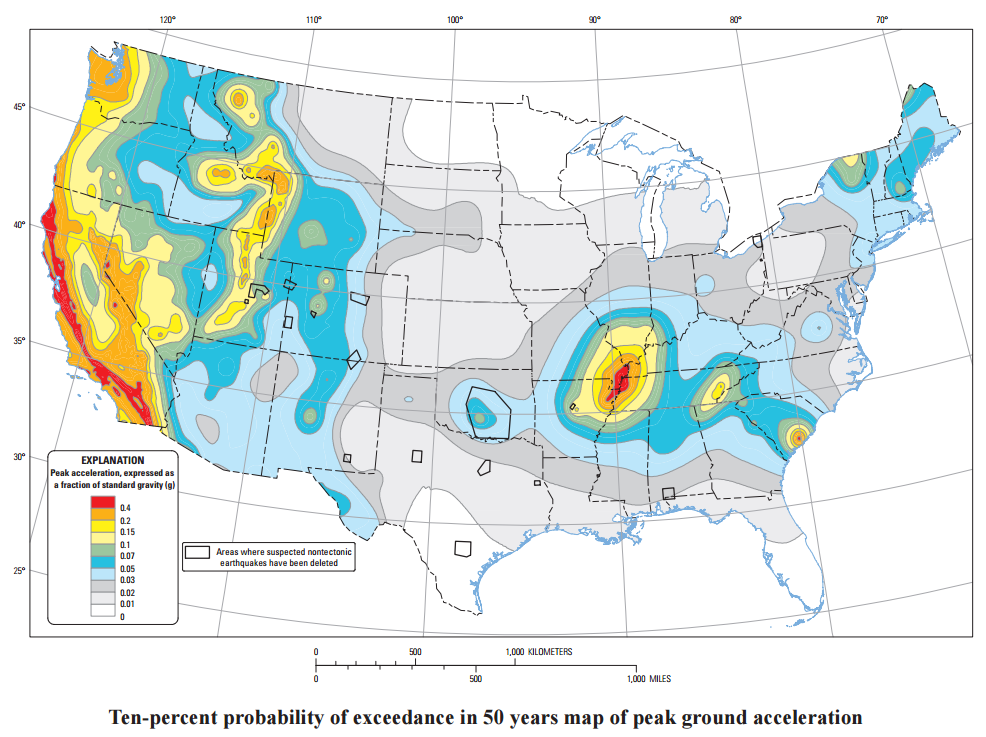 120°
110°
100°
90°
80°
70°
45°
40°
35°
30°
25°
EXPLANATION
Peak acceleration, expressed as
a fraction of standard gravity (g)
0.4
0.2
0.15
0.1
0.07
0.05
0.03
0.02
0.01
0
Areas where suspected nontectonic
earthquakes have been deleted
0 500 1,000 KILOMETERS
0 500 1,000 MILES
Ten-percent probability of exceedance in 50 years map of peak ground acceleration